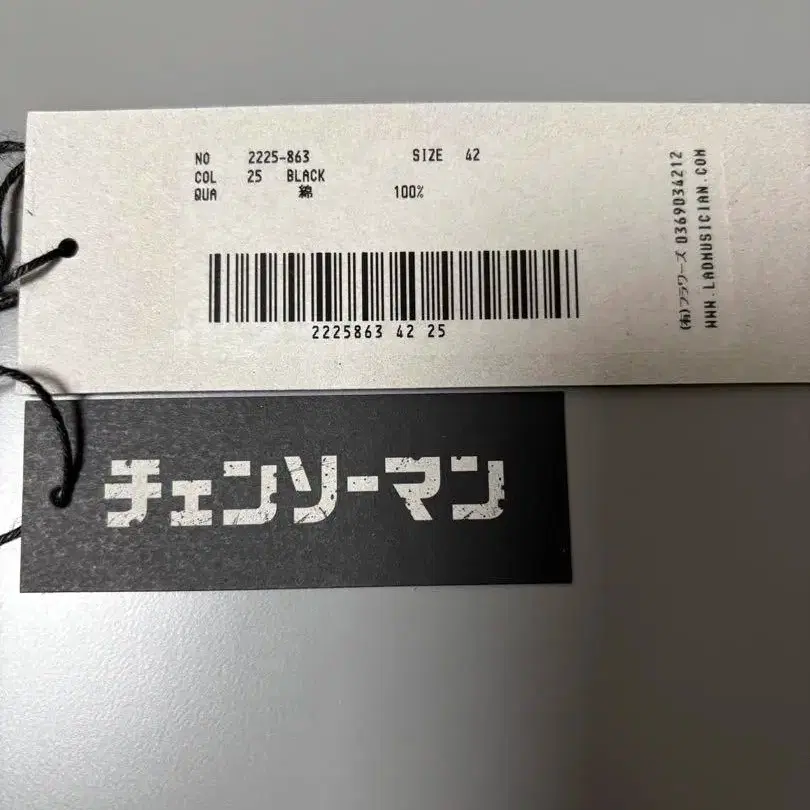 NO 2225-863 SIZE 42
COL 25 BLACK
QUA 綿 100%
2225863 42 25
(有)フラワーズ 0369034212
WWW.LADMUSICIAN.COM
チェンソーマン